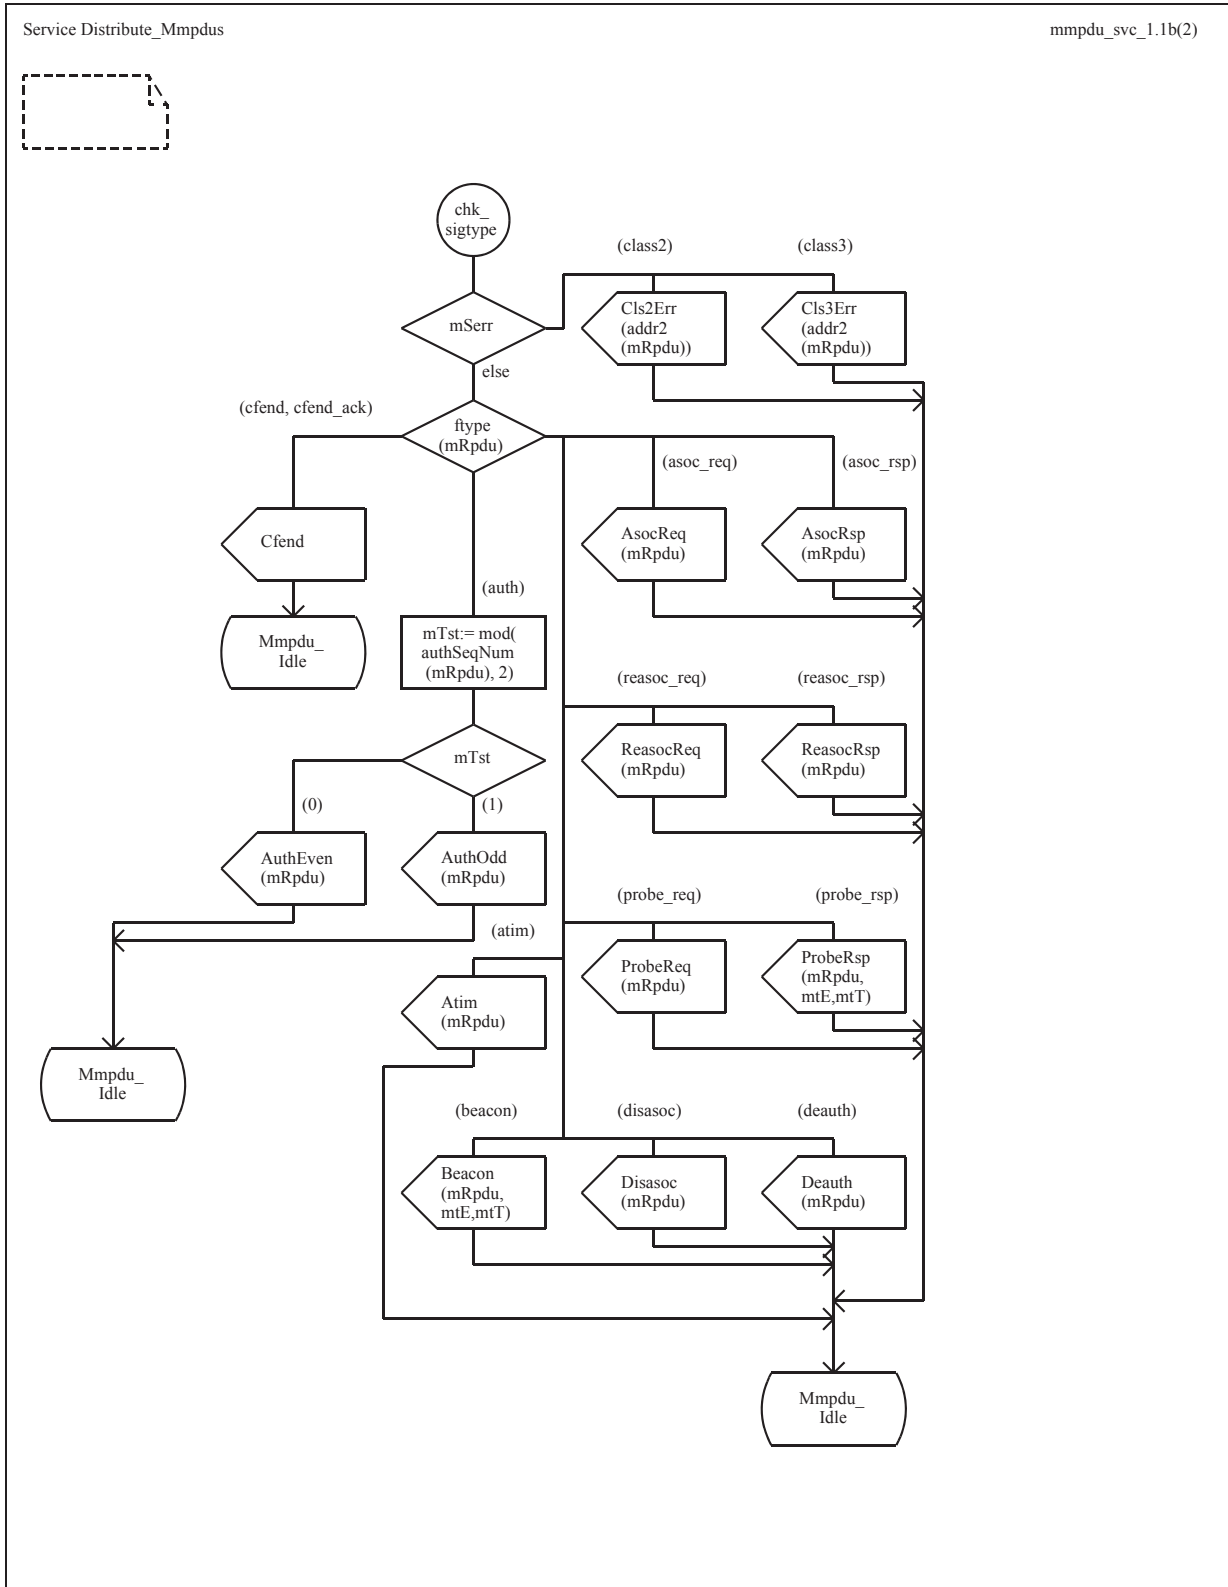 Service Distribute_Mmpdus
mmpdu_svc_1.1b(2)
chk_
sigtype
(class2)
(class3)
mSerr
Cls2Err
(addr2
(mRpdu))
Cls3Err
(addr2
(mRpdu))
else
(cfend, cfend_ack)
ftype
(mRpdu)
(asoc_req)
(asoc_rsp)
Cfend
AsocReq
(mRpdu)
AsocRsp
(mRpdu)
(auth)
Mmpdu_
Idle
mTst:= mod(
authSeqNum
(mRpdu), 2)
(reasoc_req)
(reasoc_rsp)
mTst
ReasocReq
(mRpdu)
ReasocRsp
(mRpdu)
(0)
(1)
AuthEven
(mRpdu)
AuthOdd
(mRpdu)
(probe_req)
(probe_rsp)
(atim)
ProbeReq
(mRpdu)
ProbeRsp
(mRpdu,
mtE,mtT)
Atim
(mRpdu)
Mmpdu_
Idle
(beacon)
(disasoc)
(deauth)
Beacon
(mRpdu,
mtE,mtT)
Disasoc
(mRpdu)
Deauth
(mRpdu)
Mmpdu_
Idle